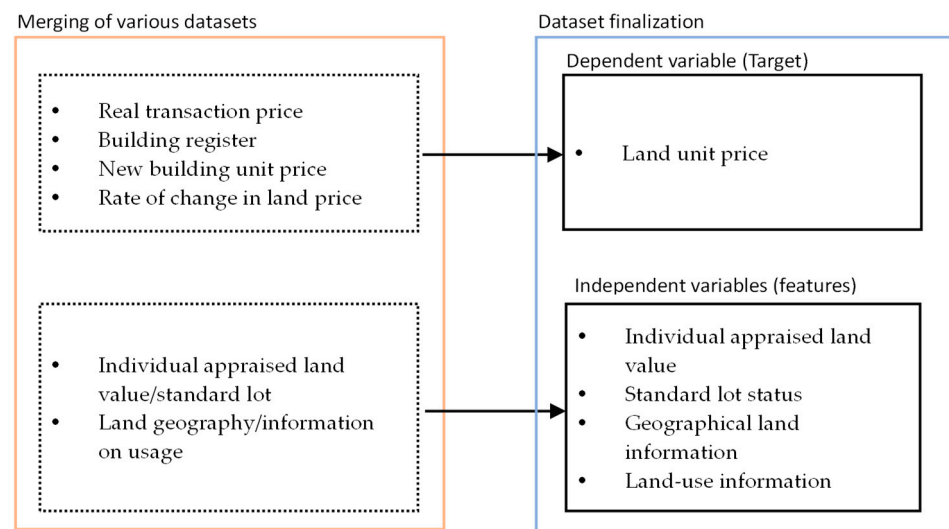 Merging of various datasets
• Real transaction price
• Building register
• New building unit price
• Rate of change in land price
• Individual appraised land
value/standard lot
• Land geography/information
on usage
Dataset finalization
Dependent variable (Target)
• Land unit price
Independent variables (features)
• Individual appraised land
value
• Standard lot status
• Geographical land
information
• Land-use information